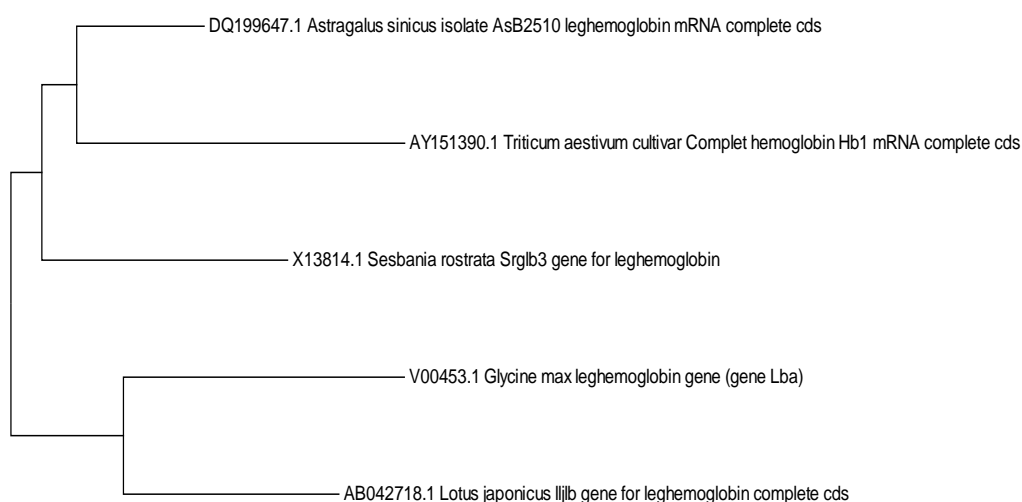 DQ199647.1 Astragalus sinicus isolate AsB2510 leghemoglobin mRNA complete cds
AY151390.1 Triticum aestivum cultivar Complet hemoglobin Hb1 mRNA complete cds
X13814.1 Sesbania rostrata Srglb3 gene for leghemoglobin
V00453.1 Glycine max leghemoglobin gene (gene Lba)
AB042718.1 Lotus japonicus lljlb gene for leghemoglobin complete cds